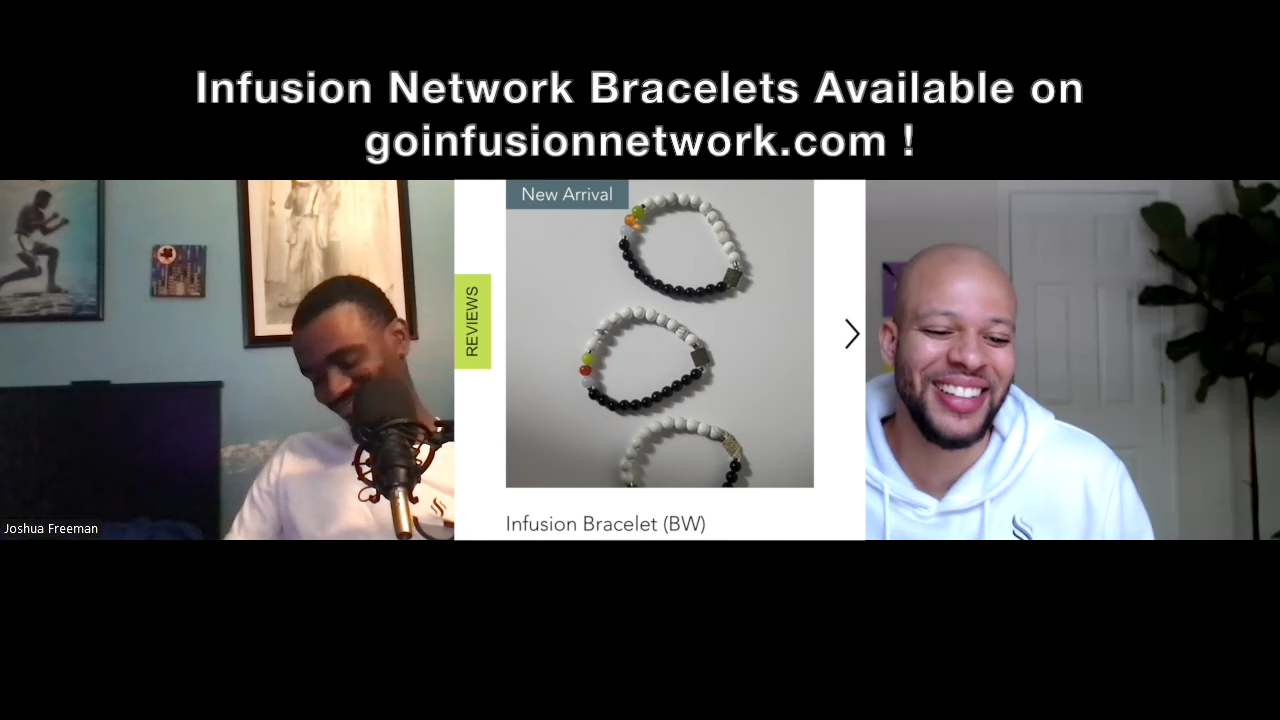 Infusion Network Bracelets Available on
goinfusionnetwork.com !
New Arrival
REVIEWS
Joshua Freeman
Infusion Bracelet (BW)